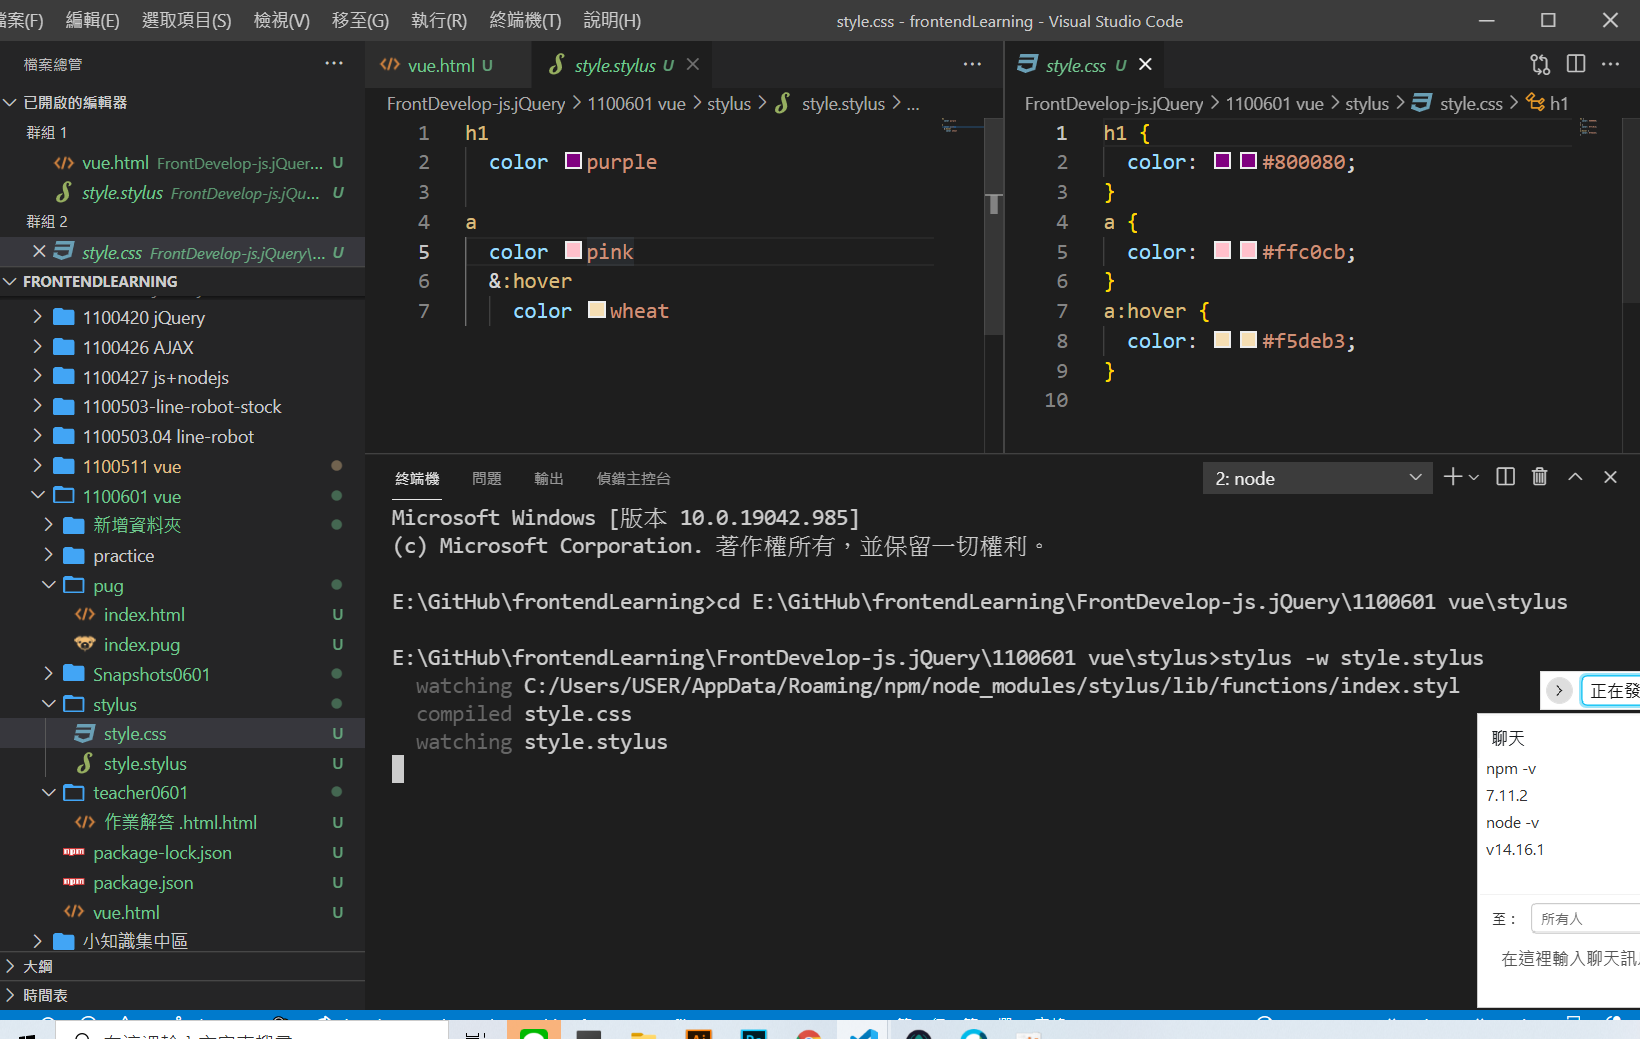 檔案(F) 編輯(E) 選取項目(S) 檢視(V) 移至(G) 執行(R) 終端機(T) 說明(H) style.css - frontendLearning - Visual Studio Code
檔案總管
已開啟的編輯器
群組 1
vue.html FrontDevelop-js.jQuer... U
style.stylus FrontDevelop-js.jQu... U
群組 2
style.css FrontDevelop-js.jQuery\... U
FRONTENDLEARNING
1100420 jQuery
1100426 AJAX
1100427 js+nodejs
1100503-line-robot-stock
1100503.04 line-robot
1100511 vue
1100601 vue
新增資料夾
practice
pug
index.html U
index.pug U
Snapshots0601
stylus
style.css U
style.stylus U
teacher0601
作業解答 .html.html U
package-lock.json U
package.json U
vue.html U
小知識集中區
大綱
時間表
vue.html U style.stylus U
FrontDevelop-js.jQuery > 1100601 vue > stylus > style.stylus > ...
1 h1
2 color purple
3
4 a
5 color pink
6 &:hover
7 color wheat
style.css U
FrontDevelop-js.jQuery > 1100601 vue > stylus > style.css > h1
1 h1 {
2 color: #800080;
3 }
4 a {
5 color: #ffc0cb;
6 }
7 a:hover {
8 color: #f5deb3;
9 }
10
終端機 問題 輸出 偵錯主控台 2: node
Microsoft Windows [版本 10.0.19042.985]
(c) Microsoft Corporation. 著作權所有，並保留一切權利。
E:\GitHub\frontendLearning>cd E:\GitHub\frontendLearning\FrontDevelop-js.jQuery\1100601 vue\stylus
E:\GitHub\frontendLearning\FrontDevelop-js.jQuery\1100601 vue\stylus>stylus -w style.stylus
watching C:/Users/USER/AppData/Roaming/npm/node_modules/stylus/lib/functions/index.styl
compiled style.css
watching style.stylus
正在發
聊天
npm -v
7.11.2
node -v
v14.16.1
至： 所有人
在這裡輸入聊天訊